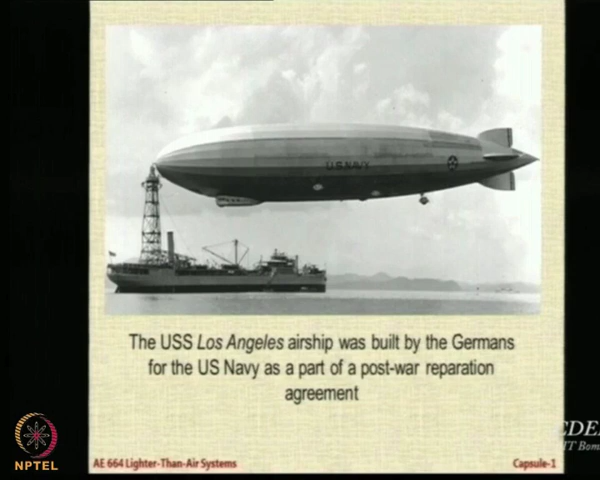 U.S.NAVY
The USS Los Angeles airship was built by the Germans
for the US Navy as a part of a post-war reparation
agreement
NPTEL
AE 664 Lighter-Than-Air Systems
Capsule-1